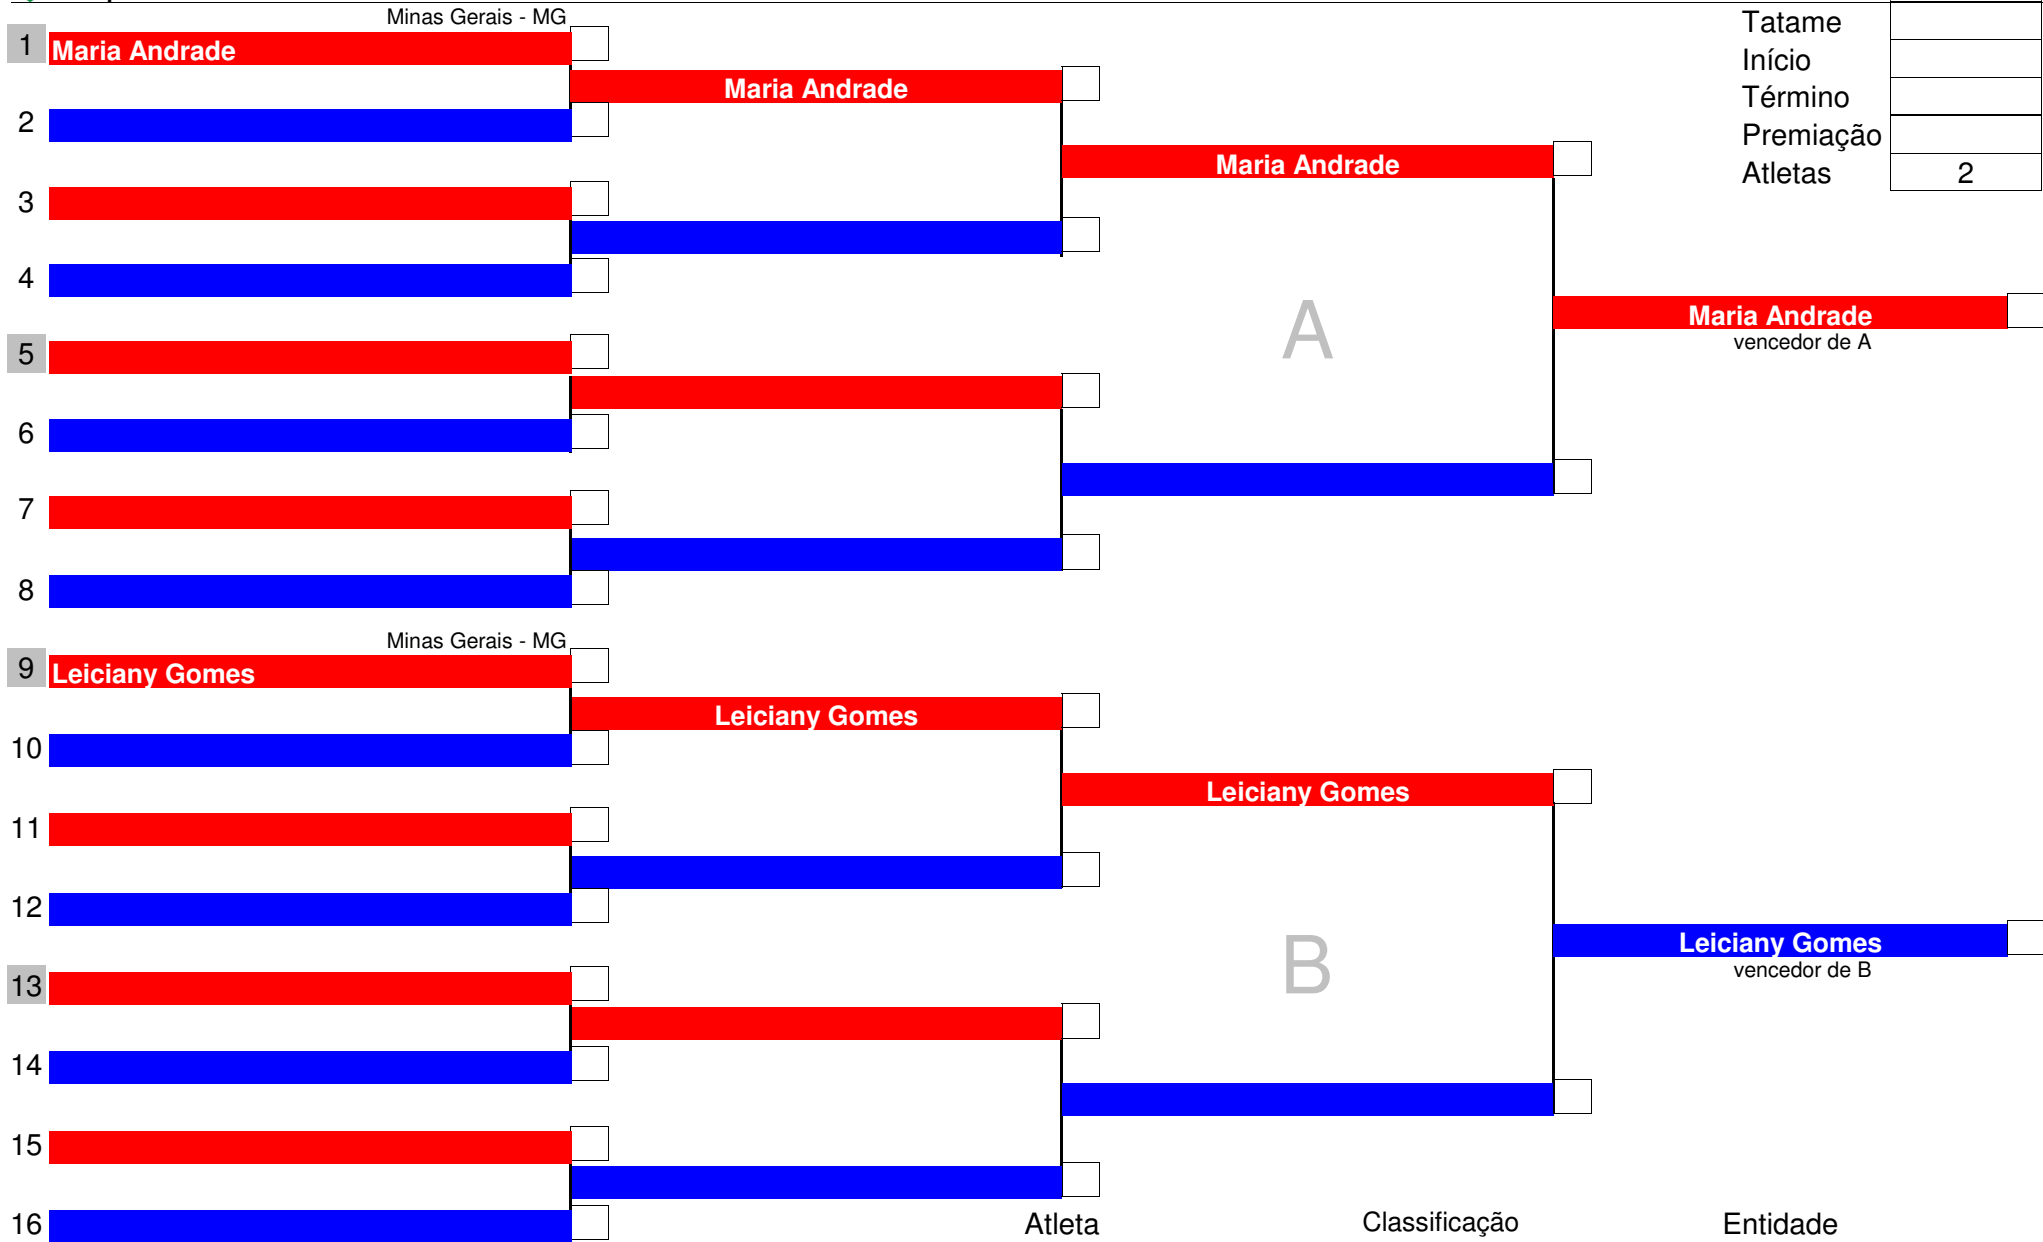 Minas Gerais - MG
Tatame
1 Maria Andrade
Maria Andrade
Início
Término
2
Premiação
Maria Andrade
Atletas 2
3
4
A
Maria Andrade
vencedor de A
5
6
7
8
Minas Gerais - MG
9 Leiciany Gomes
Leiciany Gomes
10
Leiciany Gomes
11
12
B
Leiciany Gomes
vencedor de B
13
14
15
16
Atleta Classificação Entidade